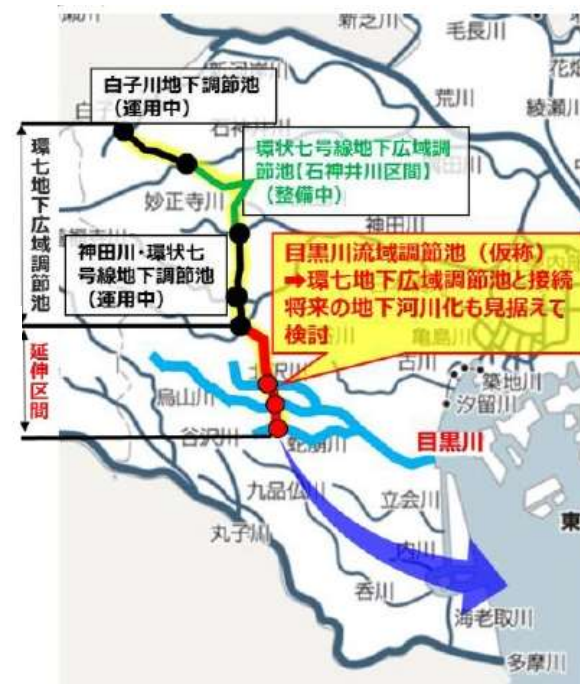 新芝川
毛長川
花畑
荒川
綾瀬川
白子川地下調節池
(運用中)
石神井川
環状七号線地下広域調
節池【石神井川区間】
(整備中)
環七地下広域調節池
妙正寺川
神田川
神田川・環状七
号線地下調節池
(運用中)
目黒川流域調節池(仮称)
➡環七地下広域調節池と接続
将来の地下河川化も見据えて
検討
亀島川
古川
延伸区間
築地川
汐留川
烏山川
谷沢川
蛇崩川
目黒川
九品仏川
立会川
東
丸子川
内川
呑川
海老取川
多摩川